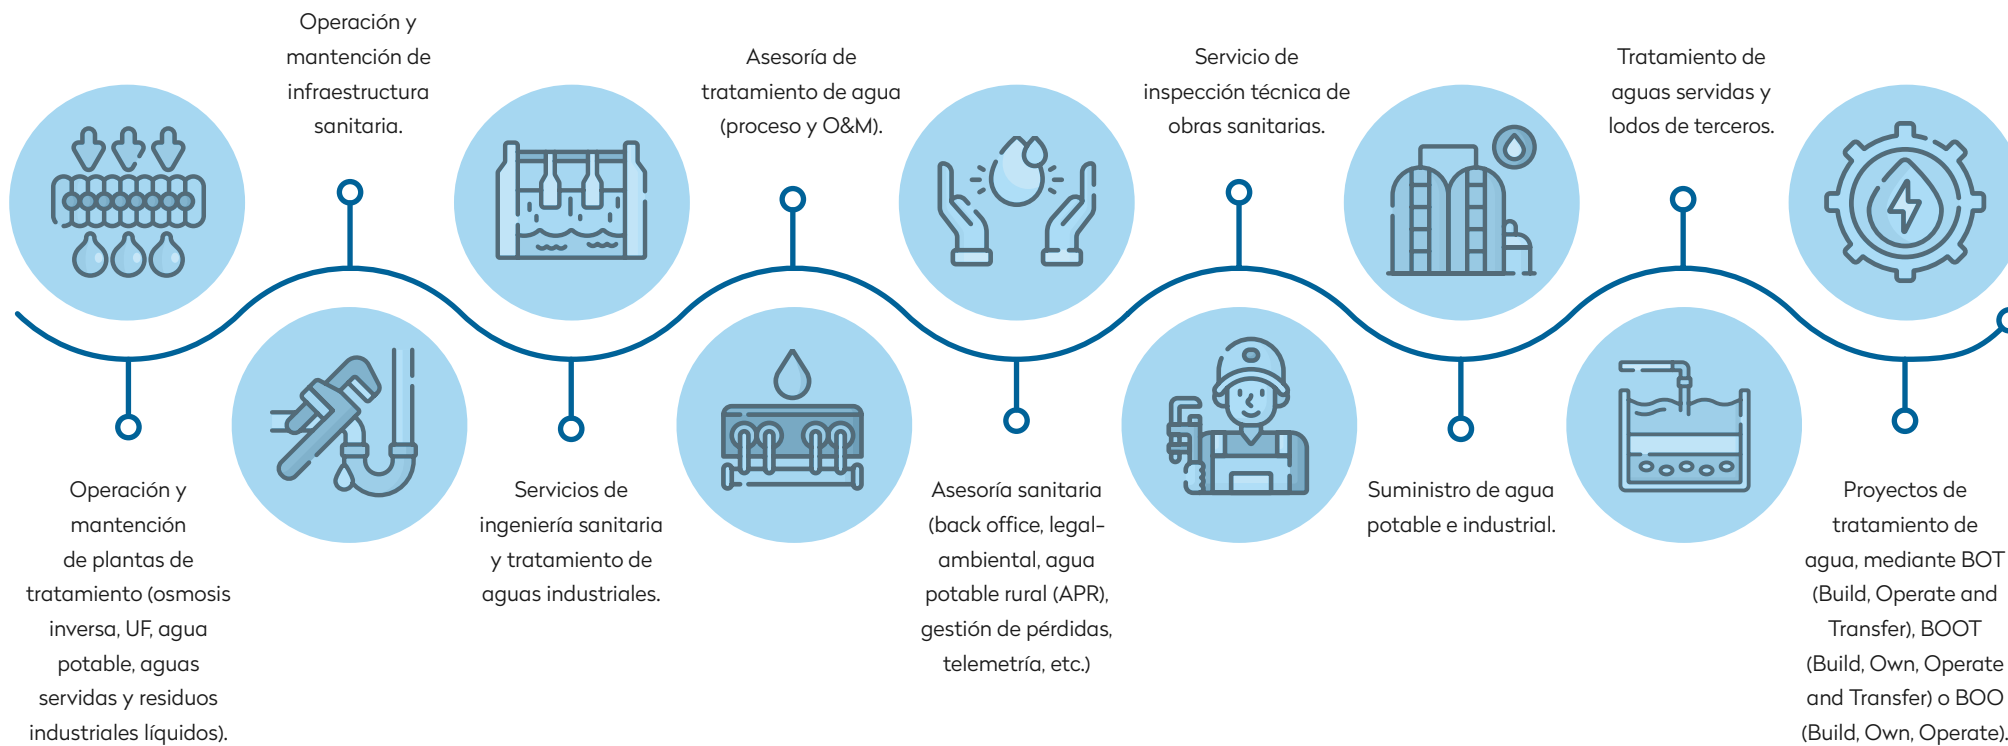 Operación y
mantención
de plantas de
tratamiento (osmosis
inversa, UF, agua
potable, aguas
servidas y residuos
industriales líquidos).
Operación y
mantención de
infraestructura
sanitaria.
Servicios de
ingeniería sanitaria
y tratamiento de
aguas industriales.
Asesoría de
tratamiento de agua
(proceso y O&M).
Asesoría sanitaria
(back office, legal-
ambiental, agua
potable rural (APR),
gestión de pérdidas,
telemetría, etc.)
Servicio de
inspección técnica de
obras sanitarias.
Suministro de agua
potable e industrial.
Tratamiento de
aguas servidas y
lodos de terceros.
Proyectos de
tratamiento de
agua, mediante BOT
(Build, Operate and
Transfer), BOOT
(Build, Own, Operate
and Transfer) o BOO
(Build, Own, Operate).